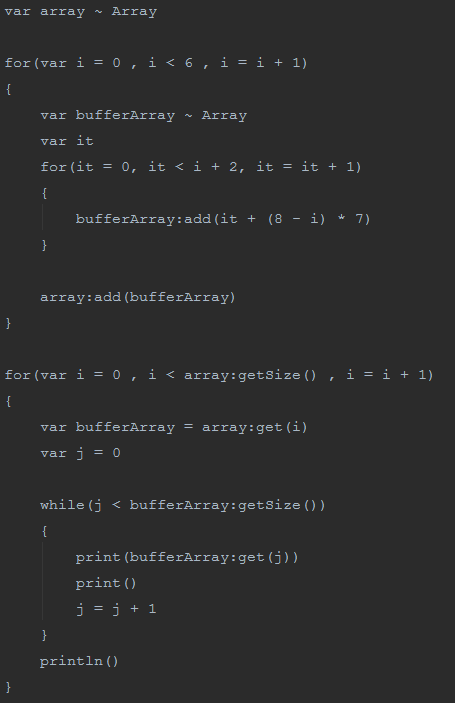 var array ~ Array
for(var i = 0 , i < 6 , i = i + 1)
{
var bufferArray ~ Array
var it
for(it = 0, it < i + 2, it = it + 1)
{
bufferArray:add(it + (8 - i) * 7)
}
array:add(bufferArray)
}
for(var i = 0 , i < array:getSize() , i = i + 1)
{
var bufferArray = array:get(i)
var j = 0
while(j < bufferArray:getSize())
{
print(bufferArray:get(j))
print()
j = j + 1
}
println()
}